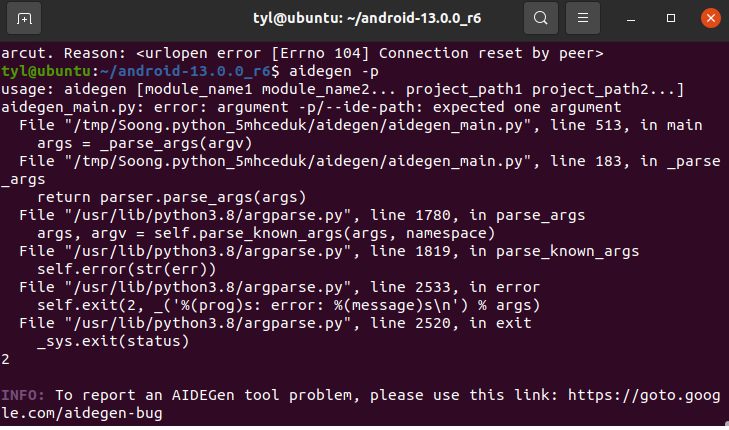 tyl@ubuntu: ~/android-13.0.0_r6
arcut. Reason: <urlopen error [Errno 104] Connection reset by peer>
tyl@ubuntu:~/android-13.0.0_r6$ aidegen -p
usage: aidegen [module_name1 module_name2... project_path1 project_path2...]
aidegen_main.py: error: argument -p/--ide-path: expected one argument
  File "/tmp/Soong.python_5mhceduk/aidegen/aidegen_main.py", line 513, in main
    args = _parse_args(argv)
  File "/tmp/Soong.python_5mhceduk/aidegen/aidegen_main.py", line 183, in _parse
_args
    return parser.parse_args(args)
  File "/usr/lib/python3.8/argparse.py", line 1780, in parse_args
    args, argv = self.parse_known_args(args, namespace)
  File "/usr/lib/python3.8/argparse.py", line 1819, in parse_known_args
    self.error(str(err))
  File "/usr/lib/python3.8/argparse.py", line 2533, in error
    self.exit(2, _('%(prog)s: error: %(message)s\n') % args)
  File "/usr/lib/python3.8/argparse.py", line 2520, in exit
    _sys.exit(status)
2
INFO: To report an AIDEGen tool problem, please use this link: https://goto.goog
le.com/aidegen-bug